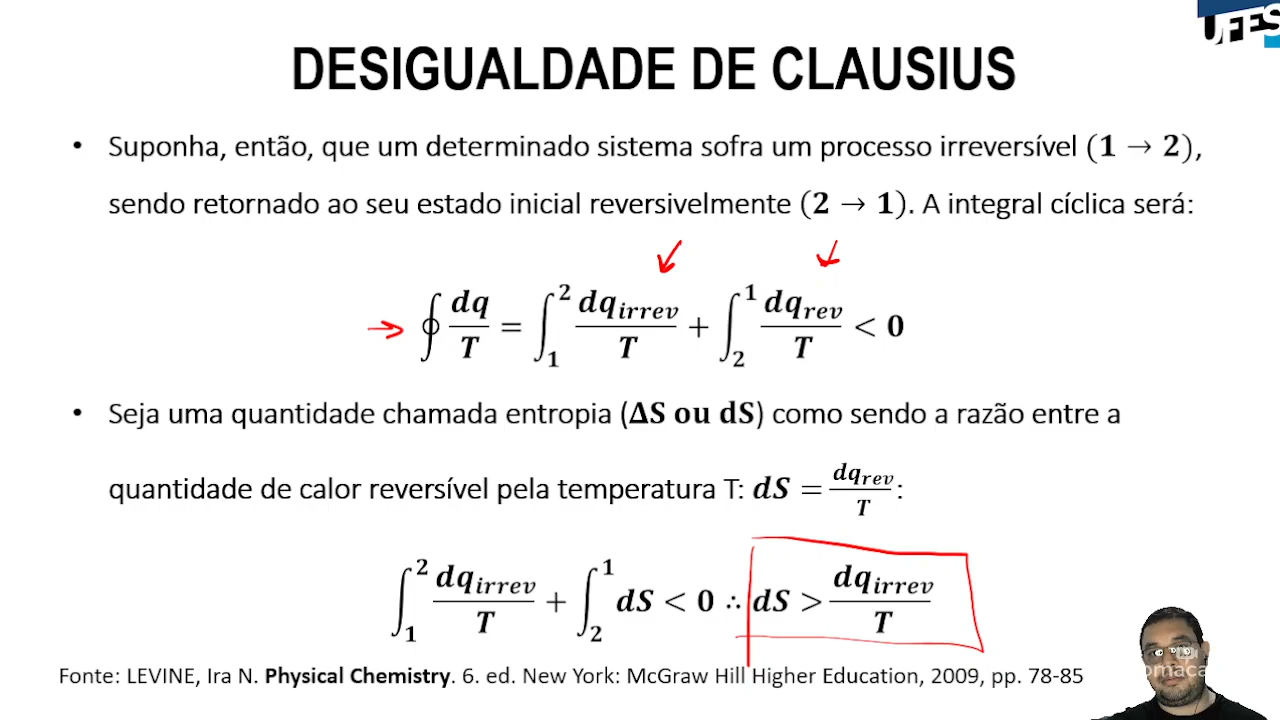 UFES
DESIGUALDADE DE CLAUSIUS
• Suponha, então, que um determinado sistema sofra um processo irreversível (1 → 2),
sendo retornado ao seu estado inicial reversivelmente (2 → 1). A integral cíclica será:
∮ dq/T = ∫₁² dq_irrev/T + ∫₂¹ dq_rev/T < 0
• Seja uma quantidade chamada entropia (ΔS ou dS) como sendo a razão entre a
quantidade de calor reversível pela temperatura T: dS = dq_rev/T:
∫₁² dq_irrev/T + ∫₂¹ dS < 0 ∴ dS > dq_irrev/T
Fonte: LEVINE, Ira N. Physical Chemistry. 6. ed. New York: McGraw Hill Higher Education, 2009, pp. 78-85